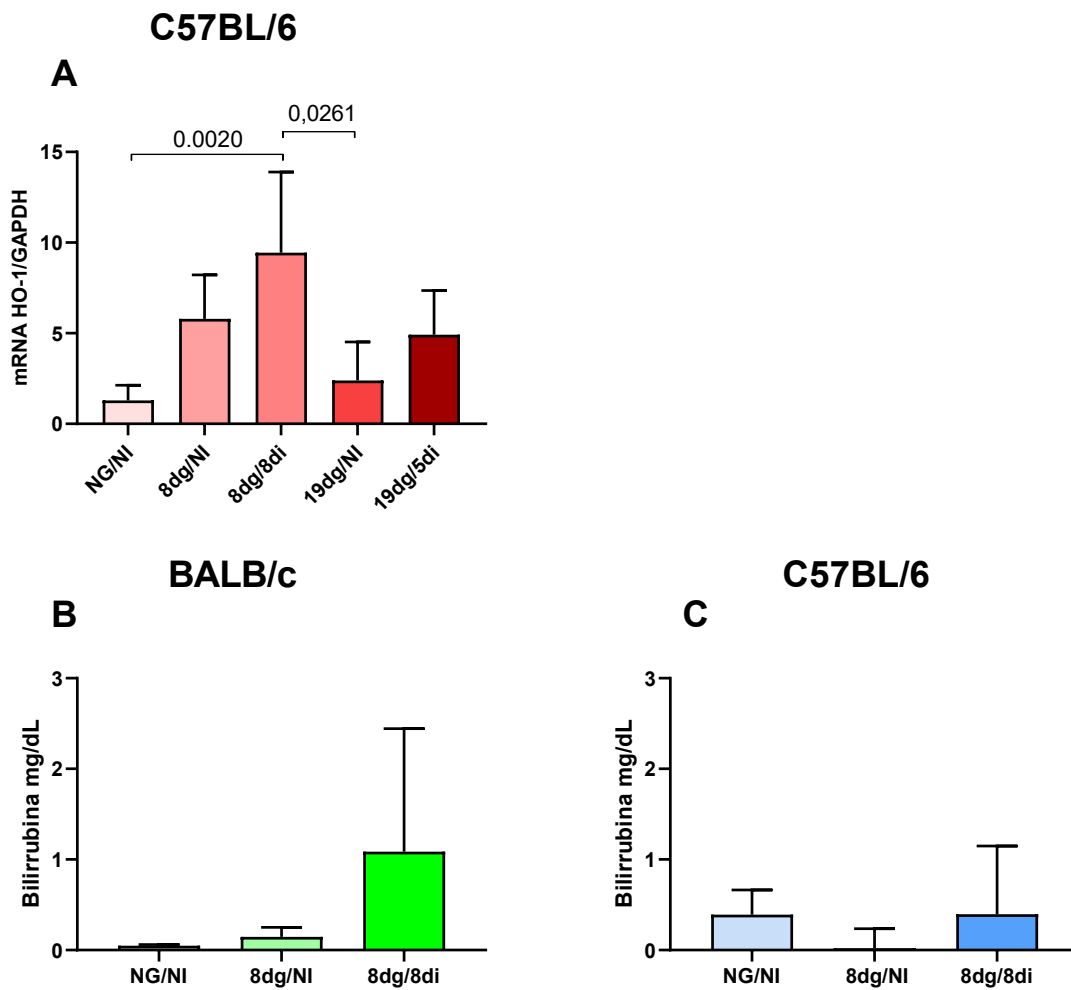 C57BL/6
A
0,0261
0.0020
mRNA HO-1/GAPDH
15
10
5
0
NG/NI
8dg/NI
8dg/8di
19dg/NI
19dg/5di
BALB/c
B
Bilirrubina mg/dL
3
2
1
0
NG/NI
8dg/NI
8dg/8di
C57BL/6
C
Bilirrubina mg/dL
3
2
1
0
NG/NI
8dg/NI
8dg/8di